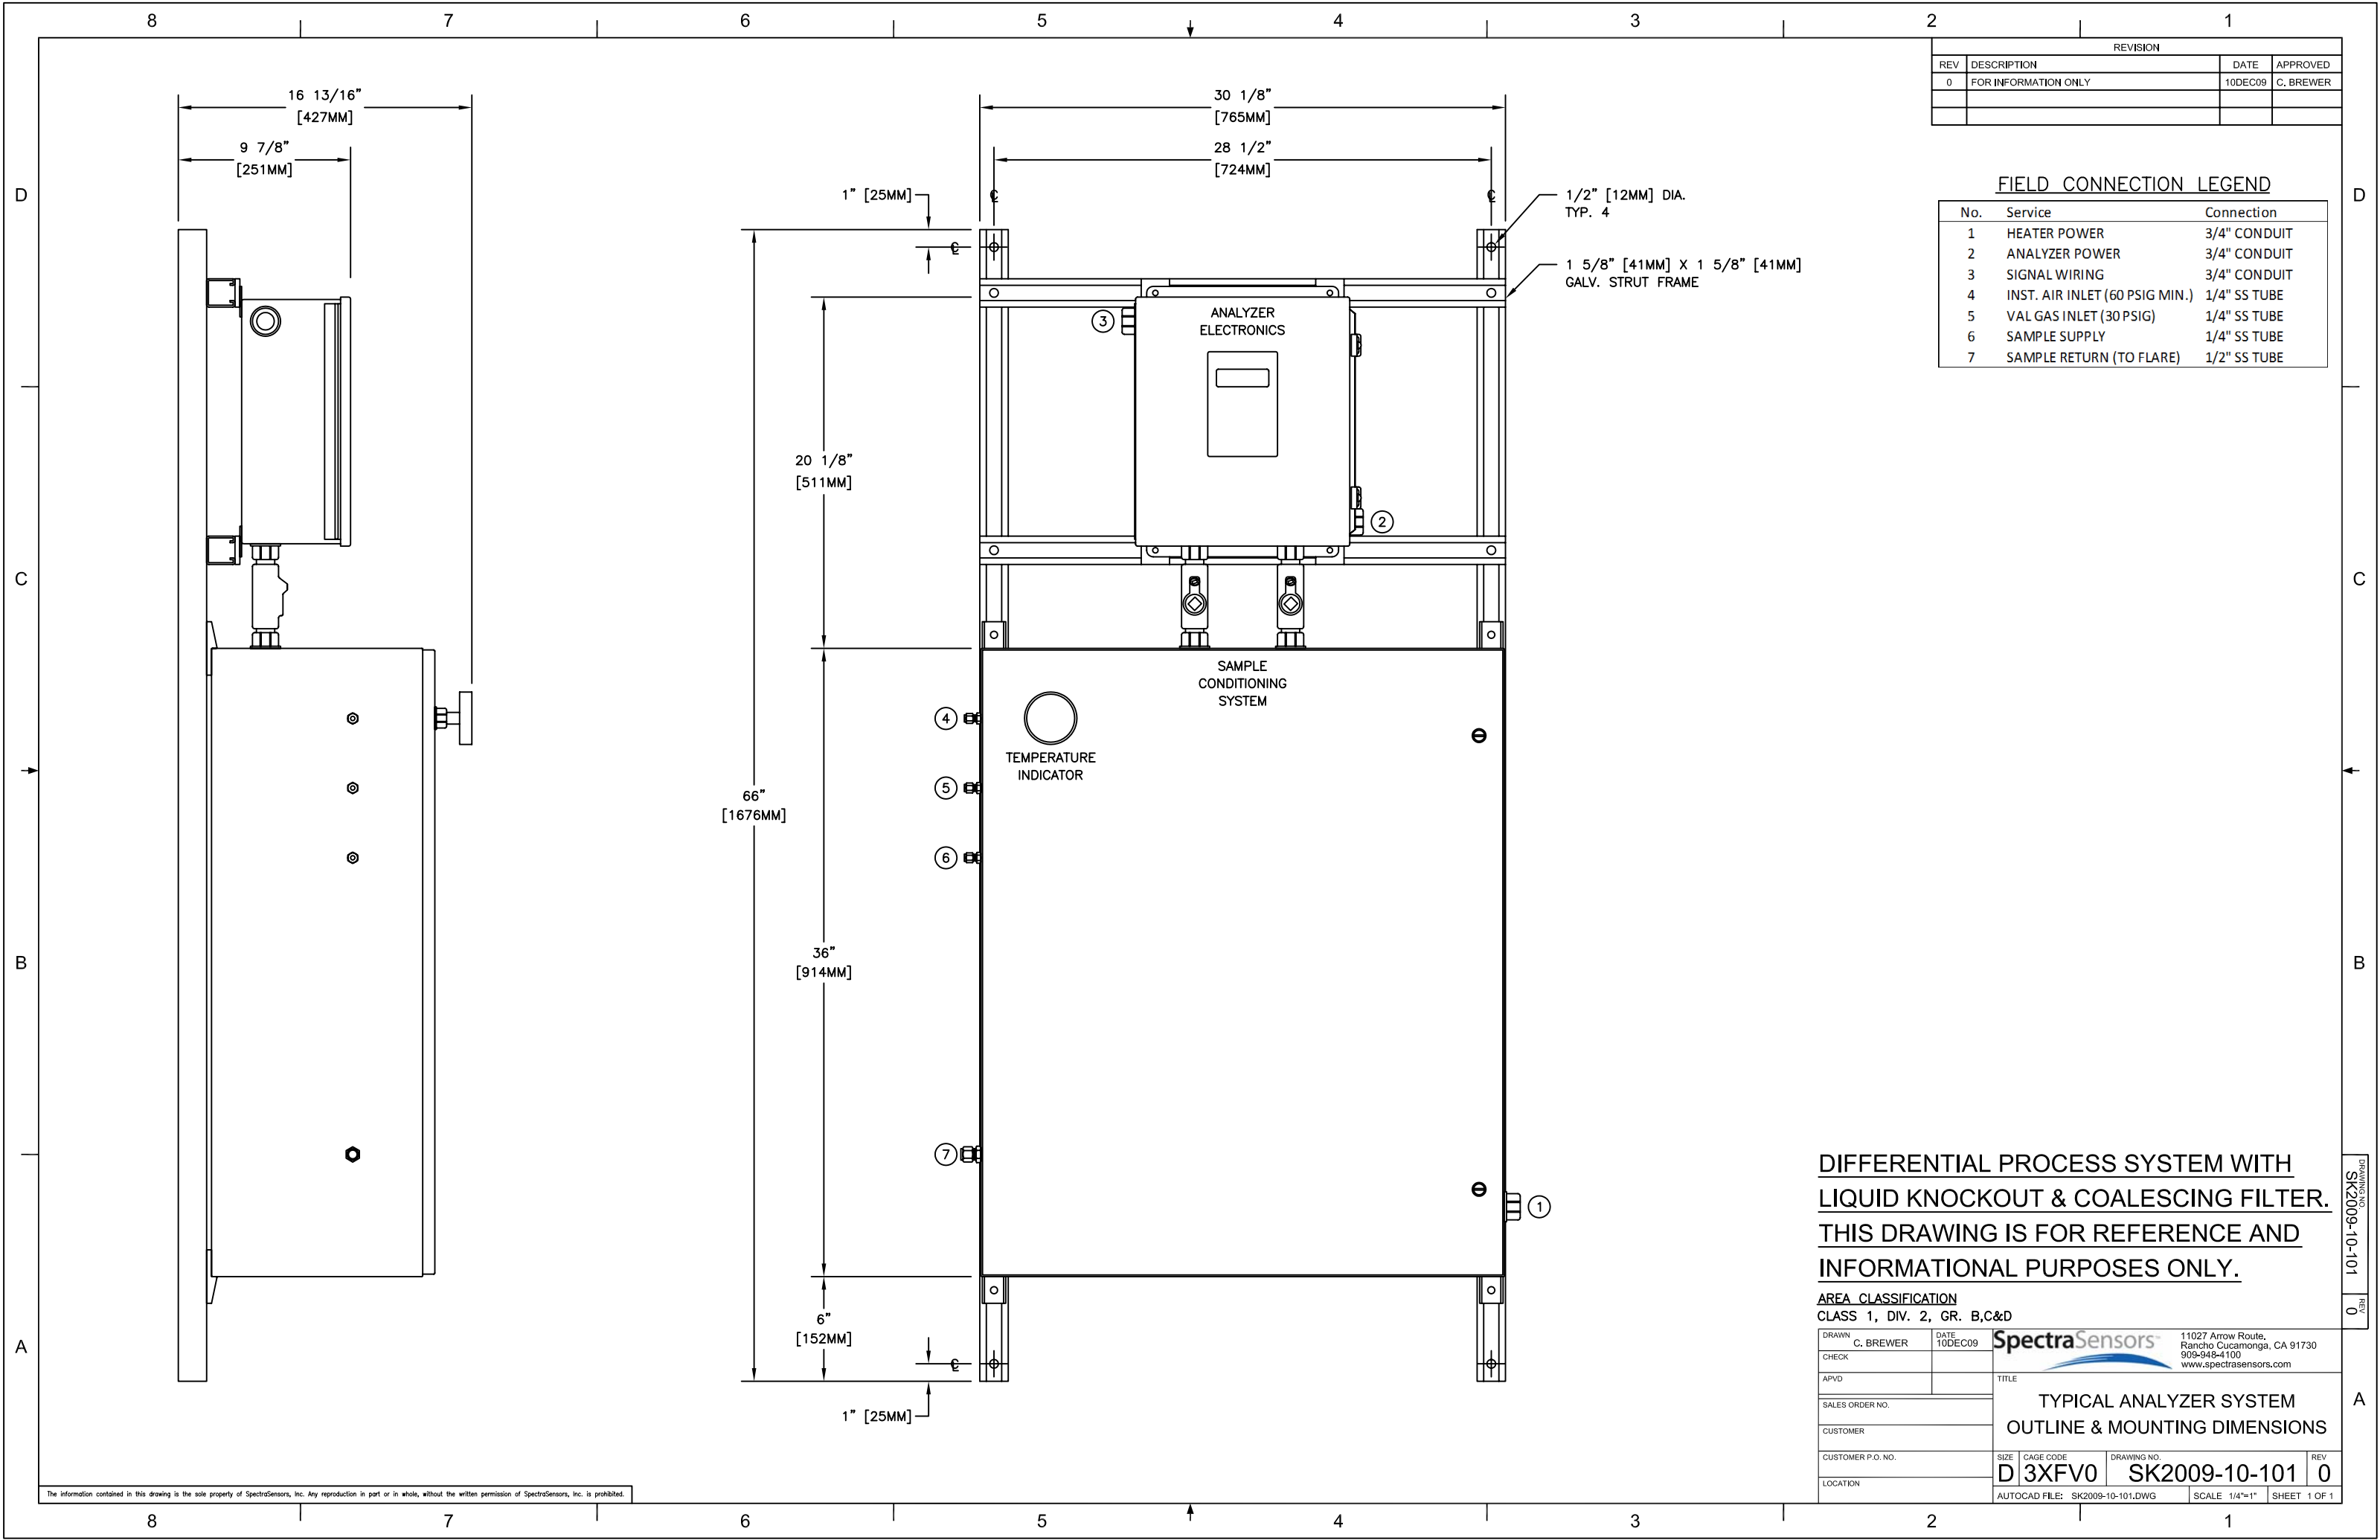 8 7 6 5 4 3 2 1
REVISION
REV DESCRIPTION DATE APPROVED
0 FOR INFORMATION ONLY 10DEC09 C. BREWER
16 13/16"
[427MM]
9 7/8"
[251MM]
30 1/8"
[765MM]
28 1/2"
[724MM]
1" [25MM]
1/2" [12MM] DIA.
TYP. 4
1 5/8" [41MM] X 1 5/8" [41MM]
GALV. STRUT FRAME
FIELD CONNECTION LEGEND
No. Service Connection
1 HEATER POWER 3/4" CONDUIT
2 ANALYZER POWER 3/4" CONDUIT
3 SIGNAL WIRING 3/4" CONDUIT
4 INST. AIR INLET (60 PSIG MIN.) 1/4" SS TUBE
5 VAL GAS INLET (30 PSIG) 1/4" SS TUBE
6 SAMPLE SUPPLY 1/4" SS TUBE
7 SAMPLE RETURN (TO FLARE) 1/2" SS TUBE
D D
℄ ℄
℄
3
ANALYZER
ELECTRONICS
20 1/8"
[511MM]
2
C C
SAMPLE
CONDITIONING
SYSTEM
4
TEMPERATURE
INDICATOR
5
66"
[1676MM]
6
36"
[914MM]
B B
7
1
6"
[152MM]
℄
1" [25MM]
A A
DIFFERENTIAL PROCESS SYSTEM WITH
LIQUID KNOCKOUT & COALESCING FILTER.
THIS DRAWING IS FOR REFERENCE AND
INFORMATIONAL PURPOSES ONLY.
AREA CLASSIFICATION
CLASS 1, DIV. 2, GR. B,C&D
DRAWING NO.
SK2009-10-101
REV
0
DRAWN
C. BREWER
DATE
10DEC09
CHECK
APVD
SALES ORDER NO.
CUSTOMER
CUSTOMER P.O. NO.
LOCATION
SpectraSensors™
11027 Arrow Route,
Rancho Cucamonga, CA 91730
909-948-4100
www.spectrasensors.com
TITLE
TYPICAL ANALYZER SYSTEM
OUTLINE & MOUNTING DIMENSIONS
SIZE
D
CAGE CODE
3XFV0
DRAWING NO.
SK2009-10-101
REV
0
AUTOCAD FILE: SK2009-10-101.DWG SCALE 1/4"=1" SHEET 1 OF 1
The information contained in this drawing is the sole property of SpectraSensors, Inc. Any reproduction in part or in whole, without the written permission of SpectraSensors, Inc. is prohibited.
8 7 6 5 4 3 2 1